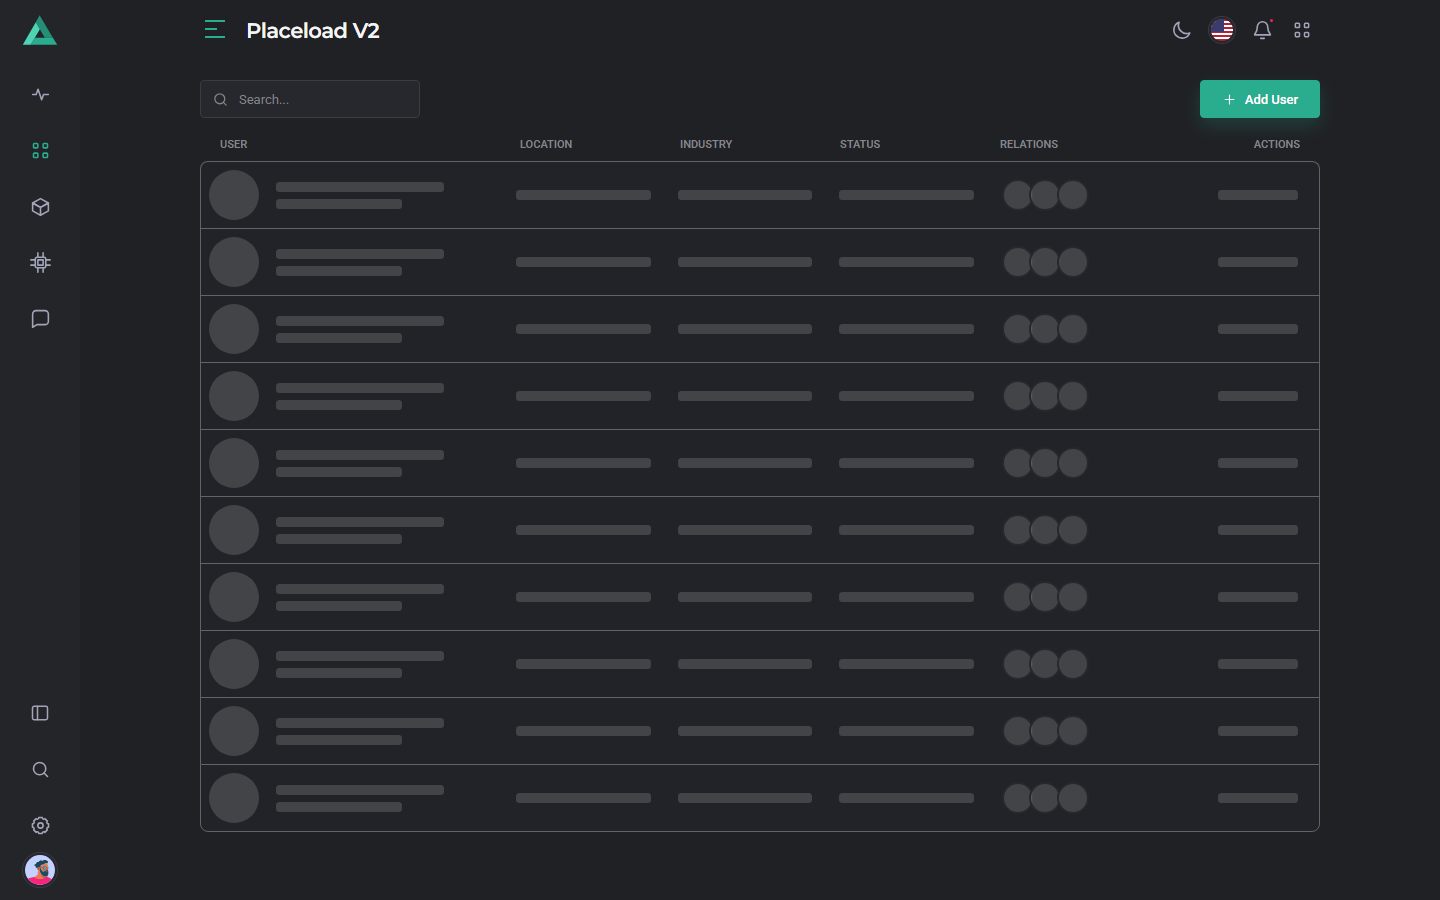 Placeload V2
Search...
Add User
USER LOCATION INDUSTRY STATUS RELATIONS ACTIONS